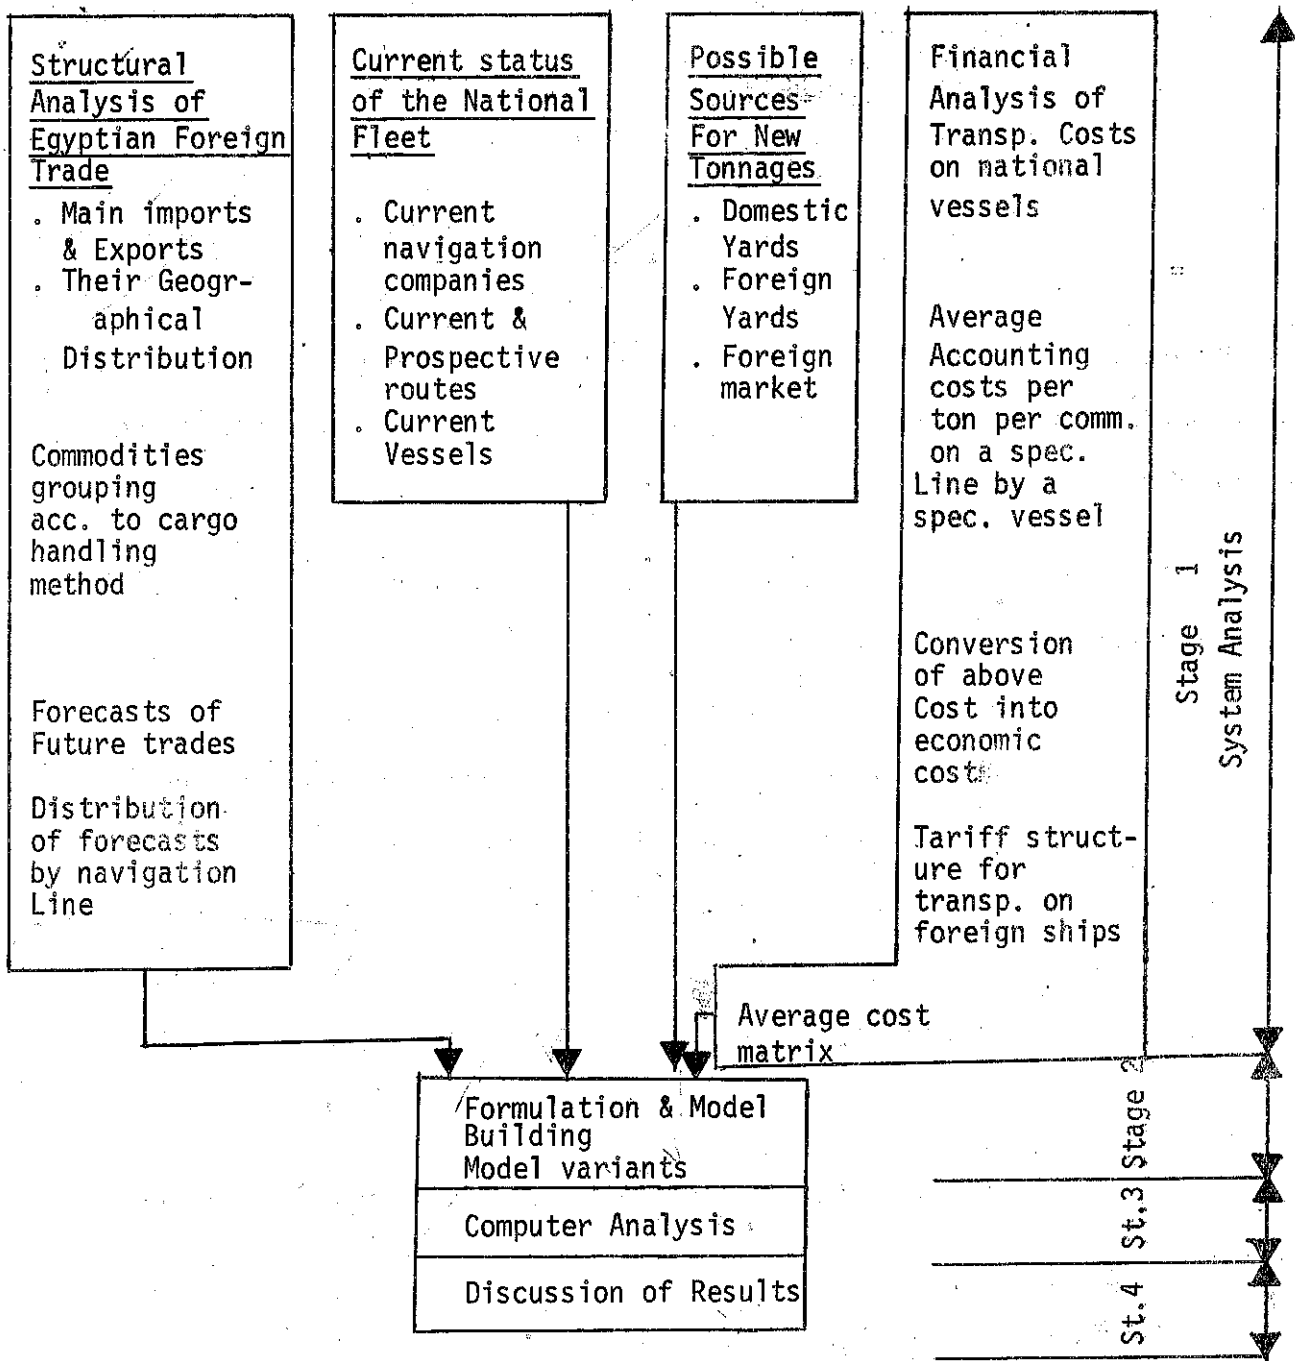 Structural
Analysis of
Egyptian Foreign
Trade
. Main imports
& Exports
. Their Geogr-
aphical
Distribution
Commodities
grouping
acc. to cargo
handling
method
Forecasts of
Future trades
Distribution
of forecasts
by navigation
Line
Current status
of the National
Fleet
. Current
navigation
companies
. Current &
Prospective
routes
. Current
Vessels
Possible
Sources
For New
Tonnages
. Domestic
Yards
. Foreign
Yards
. Foreign
market
Financial
Analysis of
Transp. Costs
on national
vessels
Average
Accounting
costs per
ton per comm.
on a spec.
Line by a
spec. vessel
Conversion
of above
Cost into
economic
cost
Tariff struct-
ure for
transp. on
foreign ships
Average cost
matrix
Stage 1
System Analysis
Formulation & Model
Building
Model variants
Computer Analysis
Discussion of Results
Stage 2
St.3
St.4